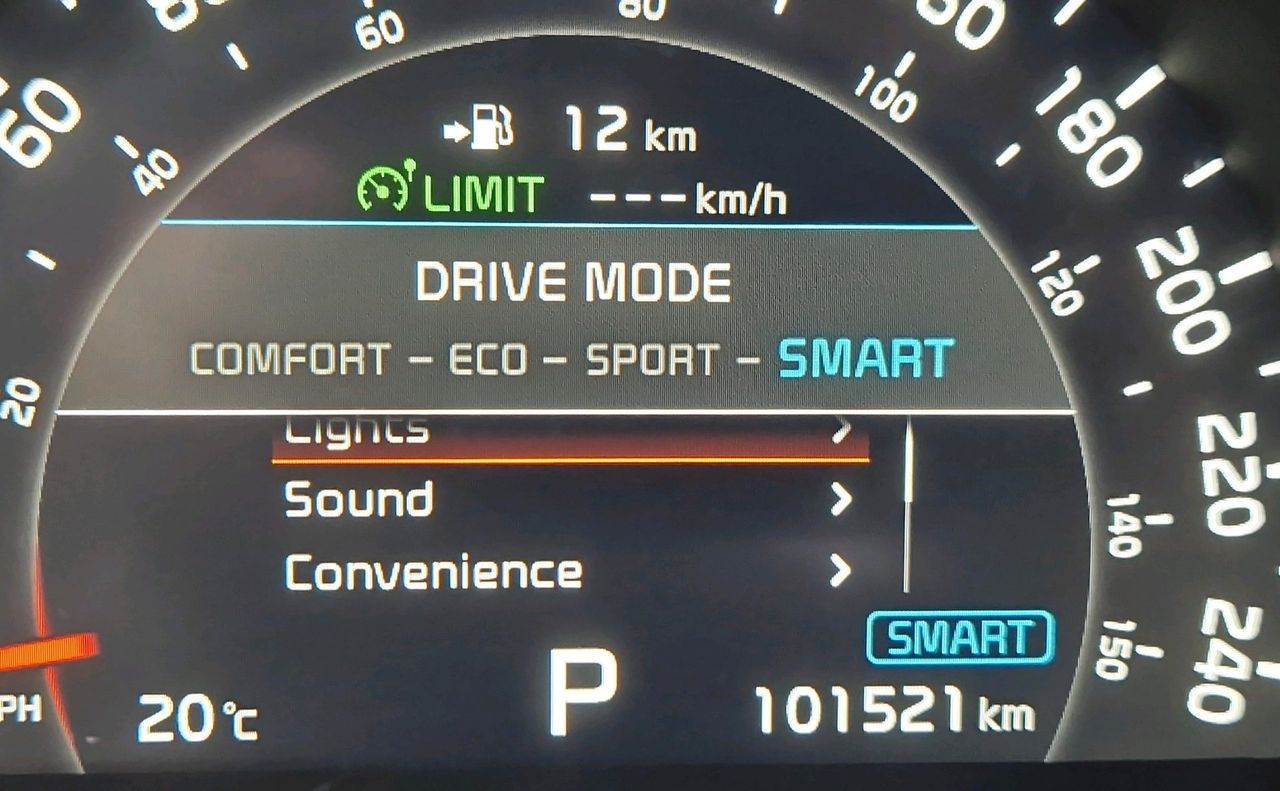 60
80
60
80
160
40
100
180
12 km
LIMIT ---km/h
DRIVE MODE
120
200
COMFORT - ECO - SPORT - SMART
20
Lights
Sound
220
140
Convenience
SMART
150
240
PH
20°C
P
101521 km